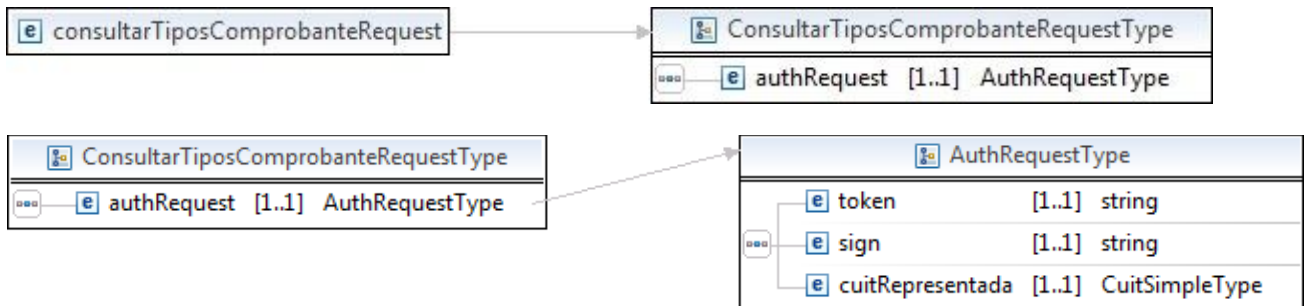 e consultarTiposComprobanteRequest
ConsultarTiposComprobanteRequestType
e authRequest [1..1] AuthRequestType
ConsultarTiposComprobanteRequestType
e authRequest [1..1] AuthRequestType
AuthRequestType
e token [1..1] string
e sign [1..1] string
e cuitRepresentada [1..1] CuitSimpleType